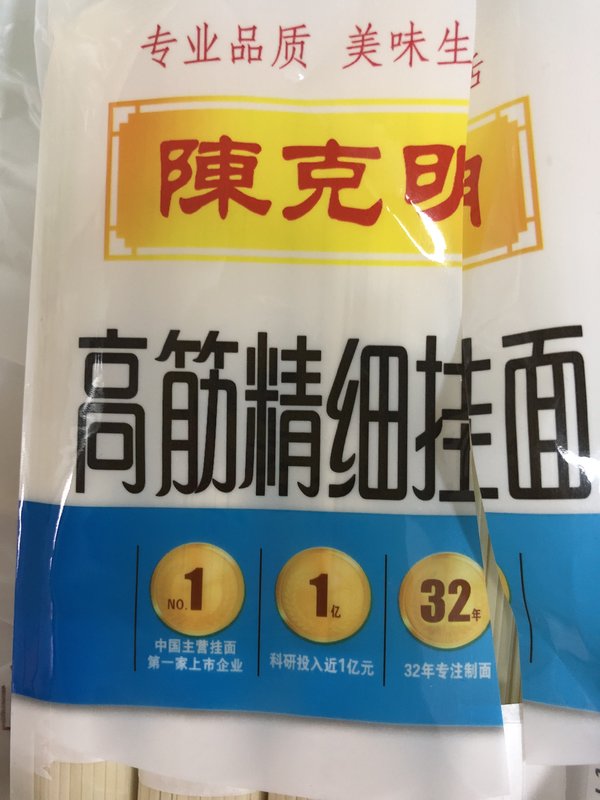 专业品质 美味生活
陳克明
高筋精细挂面
NO.1
中国主营挂面
第一家上市企业
1亿
科研投入近1亿元
32年
32年专注制面